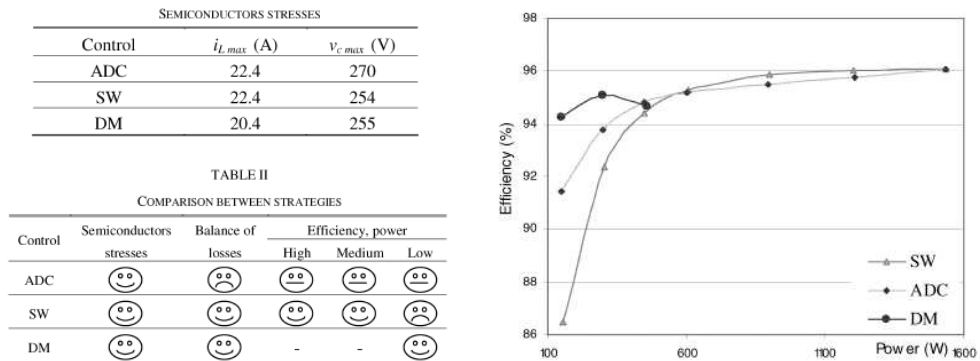 SEMICONDUCTORS STRESSES
Control i_L max (A) v_c max (V)
ADC 22.4 270
SW 22.4 254
DM 20.4 255
TABLE II
COMPARISON BETWEEN STRATEGIES
Control Semiconductors stresses Balance of losses Efficiency, power
High Medium Low
ADC
SW
DM - -
98
96
94
92
90
88
86
Efficiency (%)
SW
ADC
DM
100 600 1100 1600
Power (W)